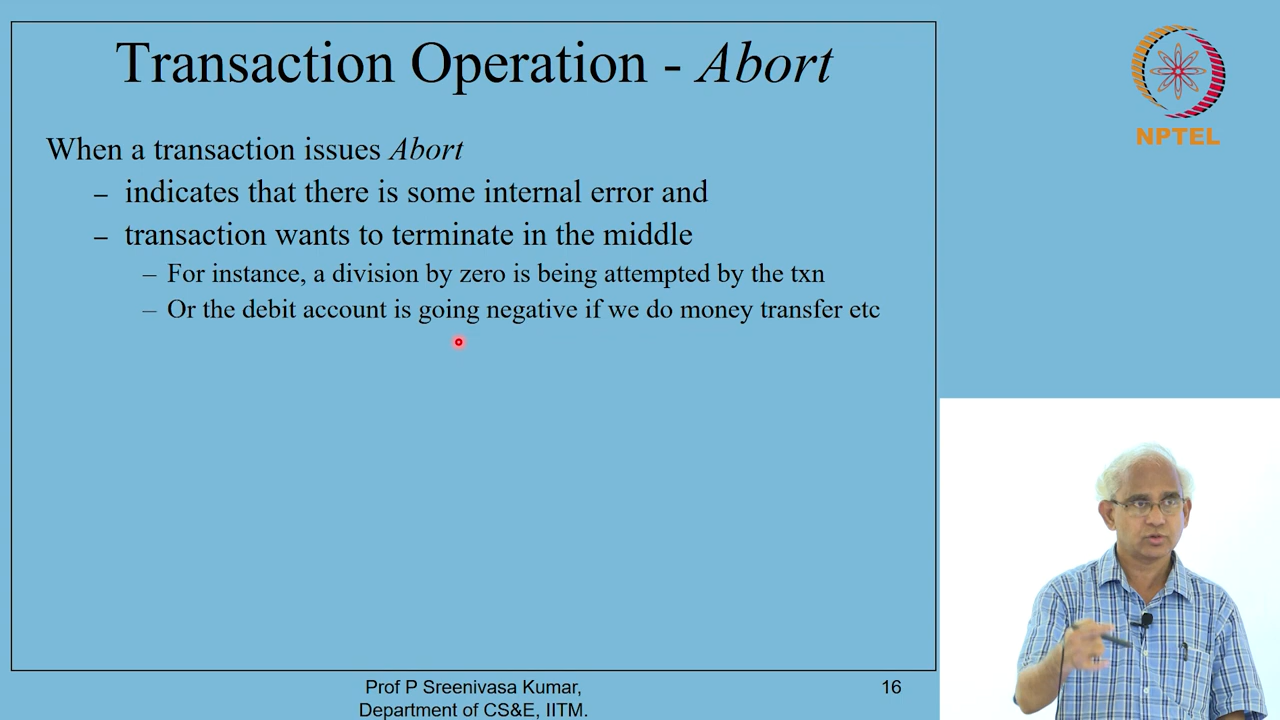 Transaction Operation - Abort
When a transaction issues Abort
– indicates that there is some internal error and
– transaction wants to terminate in the middle
– For instance, a division by zero is being attempted by the txn
– Or the debit account is going negative if we do money transfer etc
Prof P Sreenivasa Kumar,
Department of CS&E, IITM.
16
NPTEL